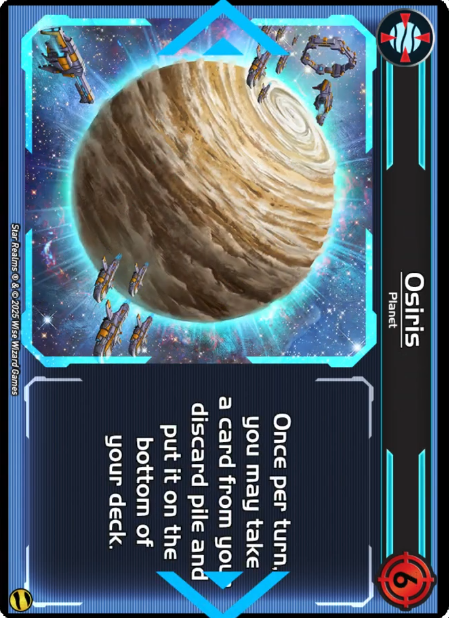 Osiris
Planet
6
Once per turn,
you may take
a card from your
discard pile and
put it on the
bottom of
your deck.
Star Realms ® & © 2025 Wise Wizard Games